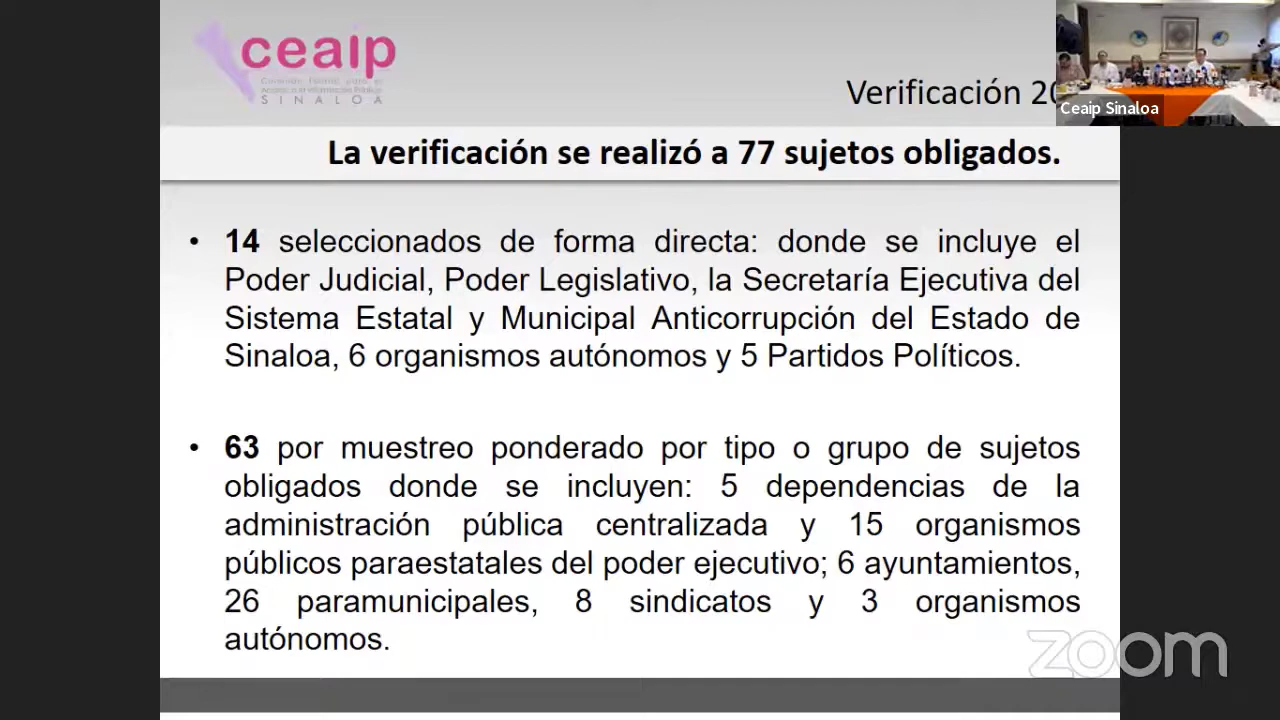 ceaip
SINALOA
Verificación 20
Ceaip Sinaloa
La verificación se realizó a 77 sujetos obligados.
• 14 seleccionados de forma directa: donde se incluye el
Poder Judicial, Poder Legislativo, la Secretaría Ejecutiva del
Sistema Estatal y Municipal Anticorrupción del Estado de
Sinaloa, 6 organismos autónomos y 5 Partidos Políticos.
• 63 por muestreo ponderado por tipo o grupo de sujetos
obligados donde se incluyen: 5 dependencias de la
administración pública centralizada y 15 organismos
públicos paraestatales del poder ejecutivo; 6 ayuntamientos,
26 paramunicipales, 8 sindicatos y 3 organismos
autónomos.
zoom